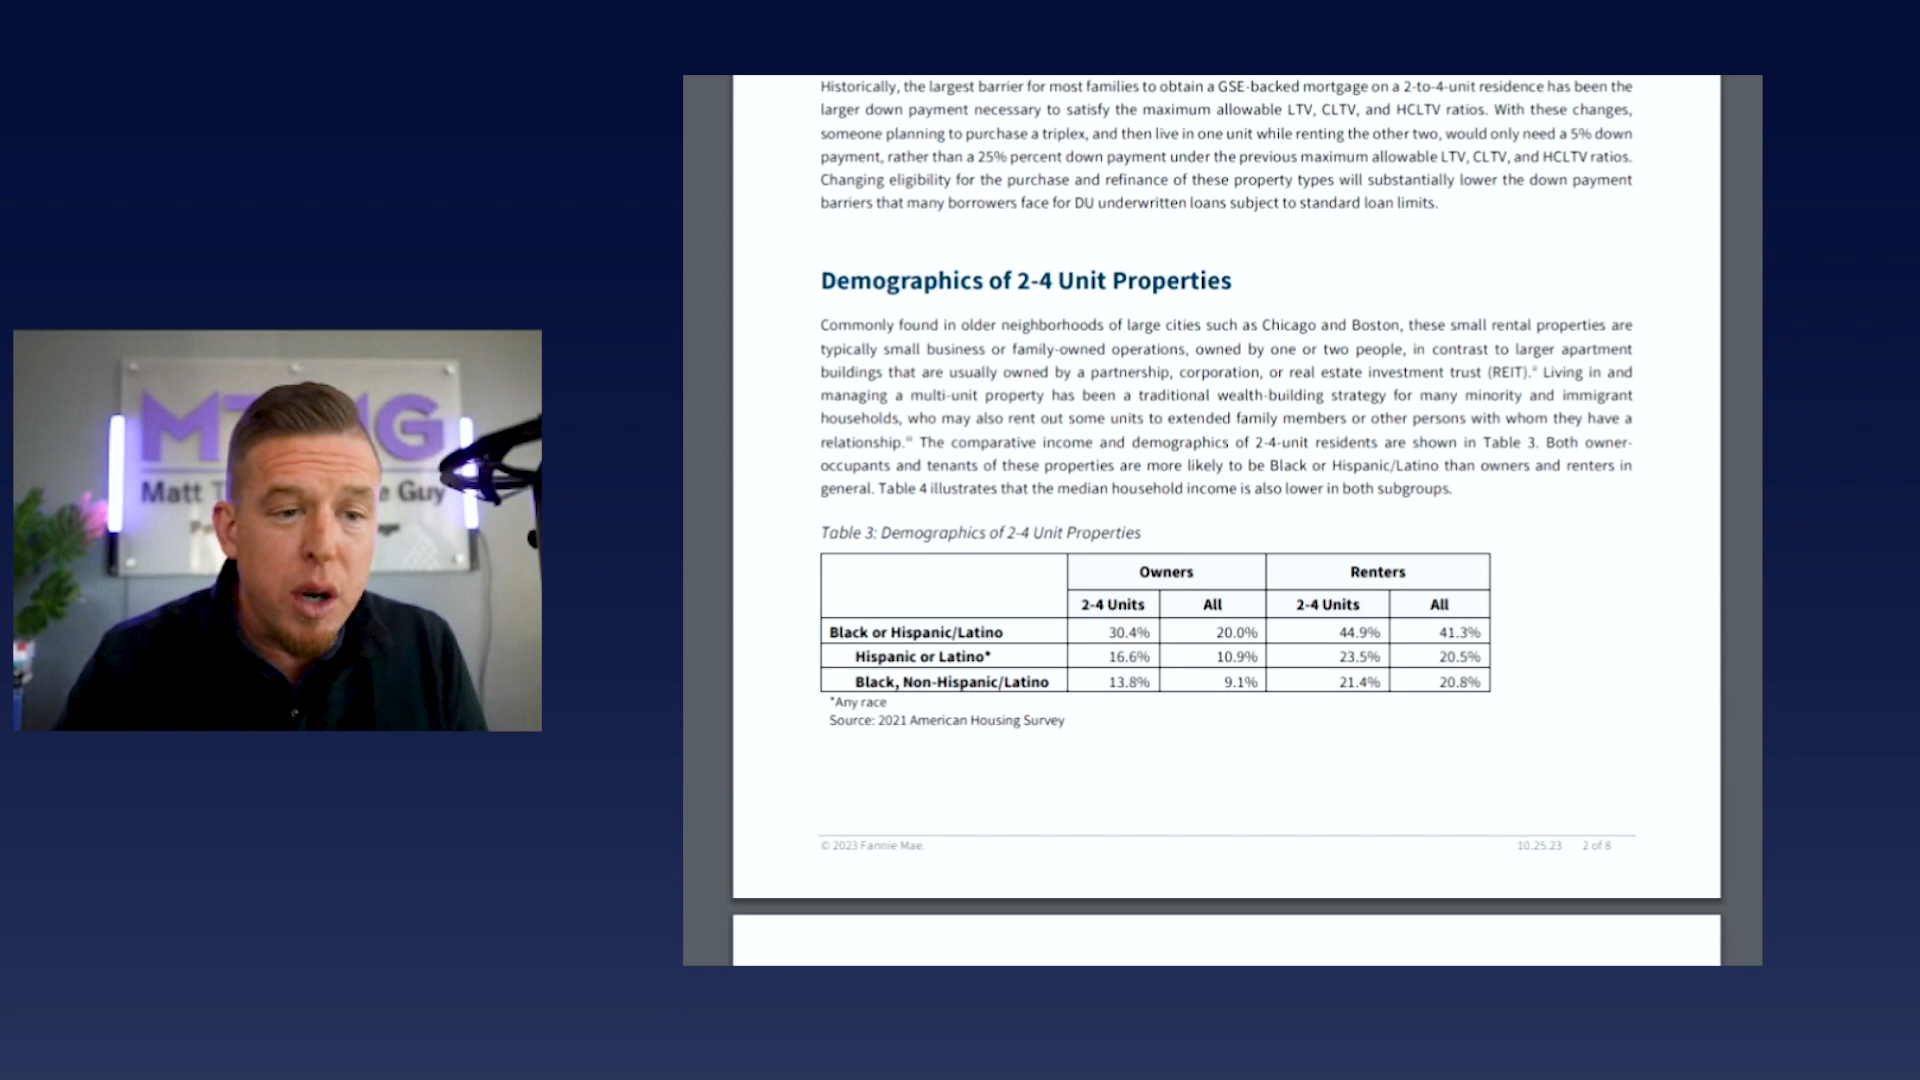 Historically, the largest barrier for most families to obtain a GSE-backed mortgage on a 2-to-4-unit residence has been the
larger down payment necessary to satisfy the maximum allowable LTV, CLTV, and HCLTV ratios. With these changes,
someone planning to purchase a triplex, and then live in one unit while renting the other two, would only need a 5% down
payment, rather than a 25% percent down payment under the previous maximum allowable LTV, CLTV, and HCLTV ratios.
Changing eligibility for the purchase and refinance of these property types will substantially lower the down payment
barriers that many borrowers face for DU underwritten loans subject to standard loan limits.
Demographics of 2-4 Unit Properties
Commonly found in older neighborhoods of large cities such as Chicago and Boston, these small rental properties are
typically small business or family-owned operations, owned by one or two people, in contrast to larger apartment
buildings that are usually owned by a partnership, corporation, or real estate investment trust (REIT).ii Living in and
managing a multi-unit property has been a traditional wealth-building strategy for many minority and immigrant
households, who may also rent out some units to extended family members or other persons with whom they have a
relationship.iii The comparative income and demographics of 2-4-unit residents are shown in Table 3. Both owner-
occupants and tenants of these properties are more likely to be Black or Hispanic/Latino than owners and renters in
general. Table 4 illustrates that the median household income is also lower in both subgroups.
Table 3: Demographics of 2-4 Unit Properties
Owners Renters
2-4 Units All 2-4 Units All
Black or Hispanic/Latino 30.4% 20.0% 44.9% 41.3%
Hispanic or Latino* 16.6% 10.9% 23.5% 20.5%
Black, Non-Hispanic/Latino 13.8% 9.1% 21.4% 20.8%
*Any race
Source: 2021 American Housing Survey
© 2023 Fannie Mae. 10.25.23 2 of 8
Matt Guy